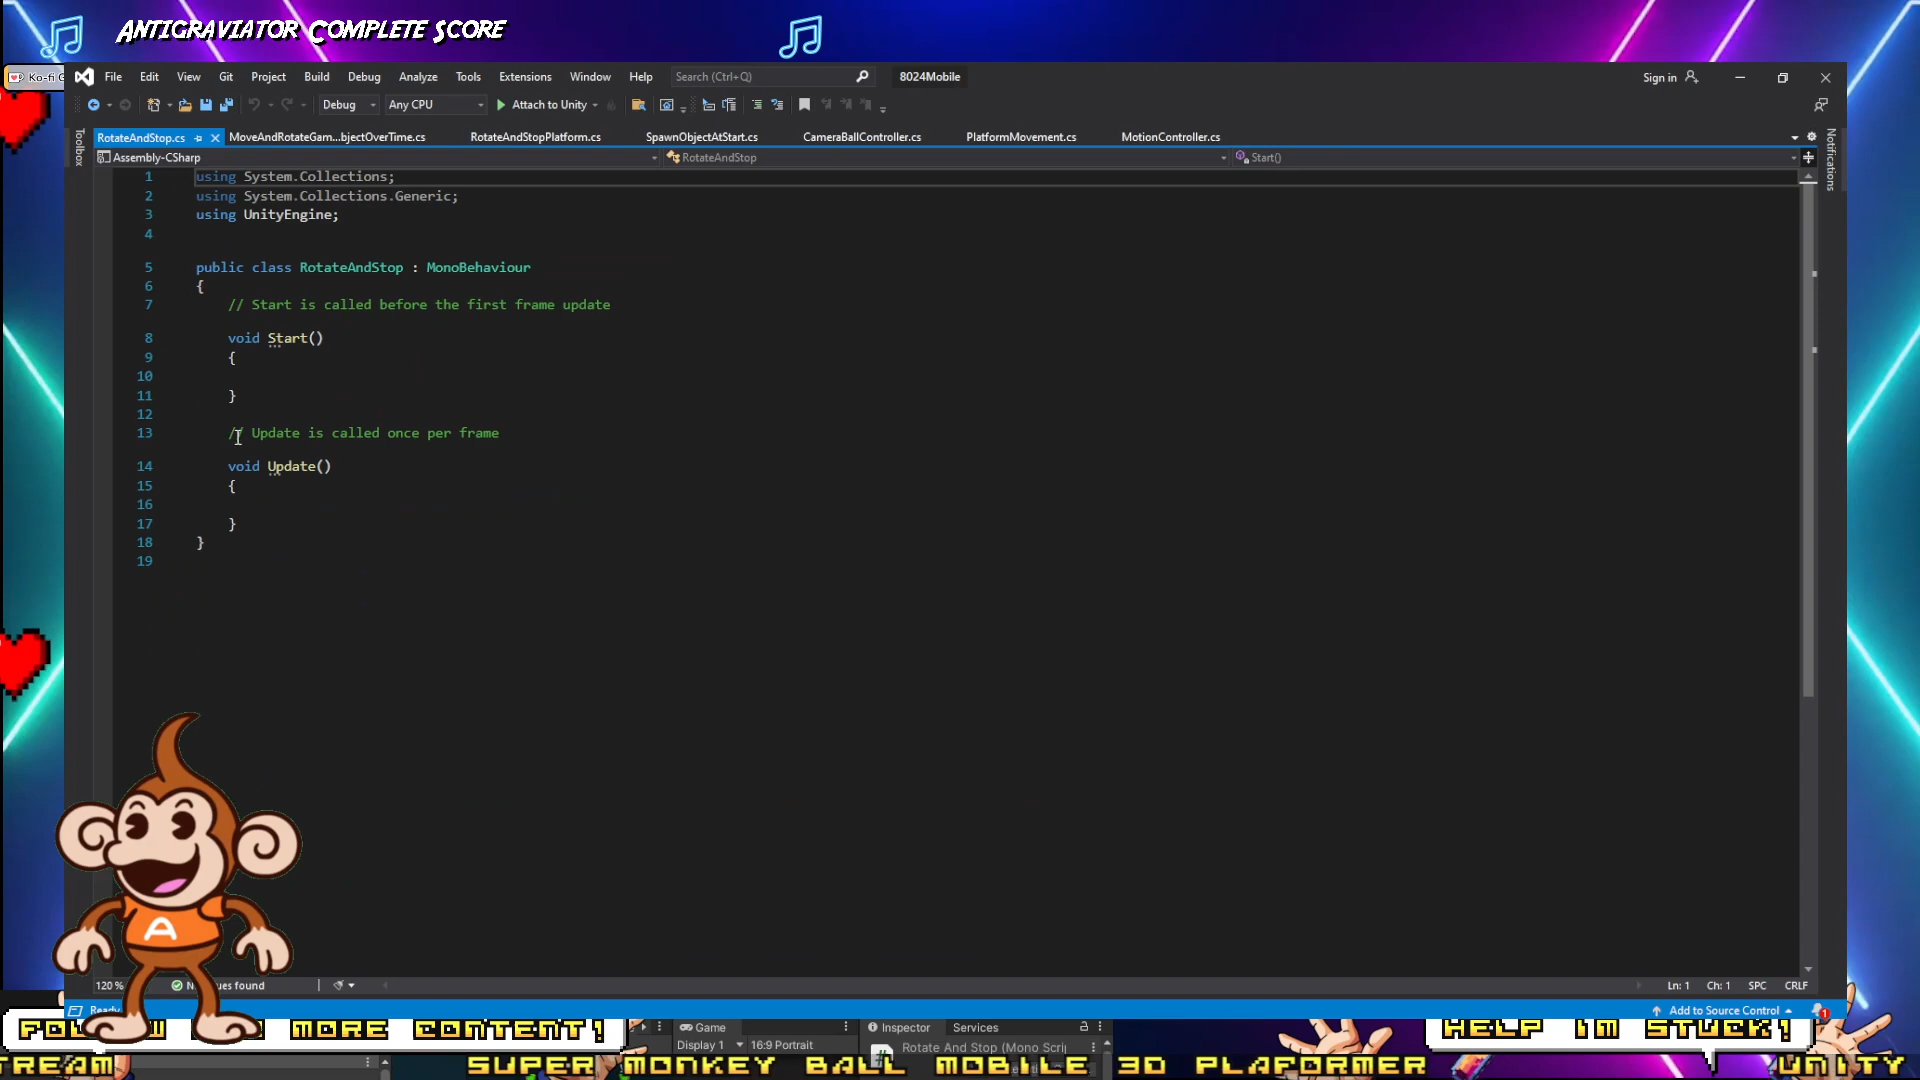 Antigraviator Complete Score
Ko-fi G
File Edit View Git Project Build Debug Analyze Tools Extensions Window Help Search (Ctrl+Q) 8024Mobile Sign in
Debug Any CPU Attach to Unity
Toolbox
RotateAndStop.cs MoveAndRotateGam...bjectOverTime.cs RotateAndStopPlatform.cs SpawnObjectAtStart.cs CameraBallController.cs PlatformMovement.cs MotionController.cs
Notifications
Assembly-CSharp RotateAndStop Start()
1 using System.Collections;
2 using System.Collections.Generic;
3 using UnityEngine;
4
5 public class RotateAndStop : MonoBehaviour
6 {
7 // Start is called before the first frame update
8 void Start()
9 {
10
11 }
12
13 // Update is called once per frame
14 void Update()
15 {
16
17 }
18 }
19
A
120 % ues found Ln: 1 Ch: 1 SPC CRLF
Ready Add to Source Control 1
MORE CONTENT! Game Inspector Services HELP IM STUCK!
Display 1 16:9 Portrait Rotate And Stop (Mono Scrip
TREAM SUPER MONKEY BALL MOBILE 3D PLAFORMER UNITY